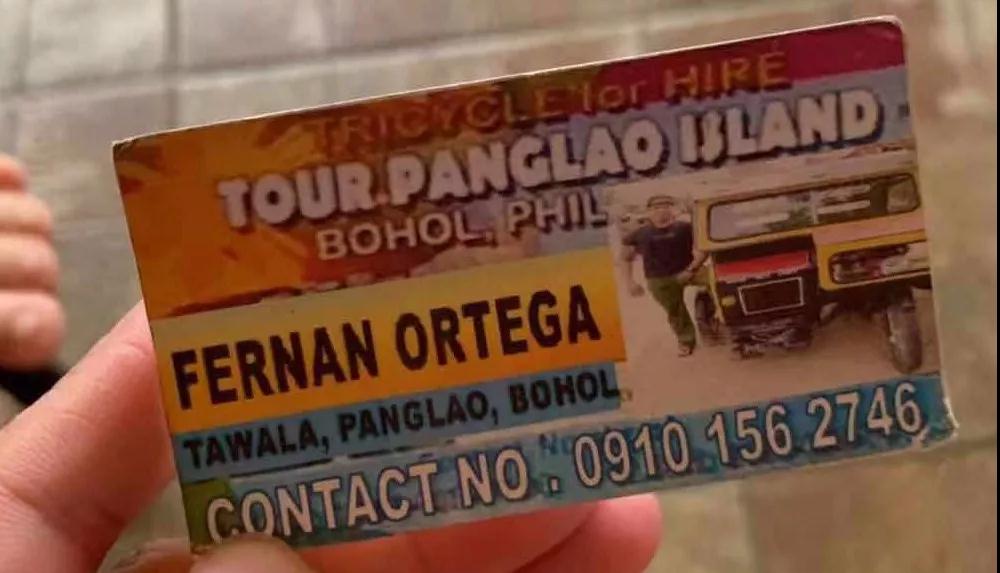 TRICYCLE for HIRE
TOUR PANGLAO ISLAND
BOHOL, PHIL
FERNAN ORTEGA
TAWALA, PANGLAO, BOHOL
CONTACT NO. 0910 156 2746